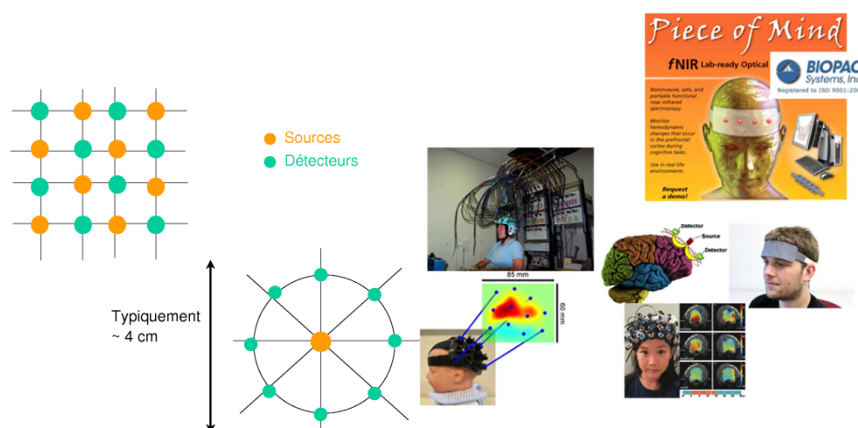 Piece of Mind
fNIR Lab-ready Optical
BIOPAC
Systems, Inc.
Registered to ISO 9001:200
Noninvasive, safe, and
portable functional
near infrared
spectroscopy.
Monitor
hemodynamic
changes that occur
in the prefrontal
cortex during
cognitive tasks.
Use in real life
environments.
Request
a demo!
Sources
Détecteurs
Detector
Source
Detector
85 mm
60 mm
Typiquement
~ 4 cm